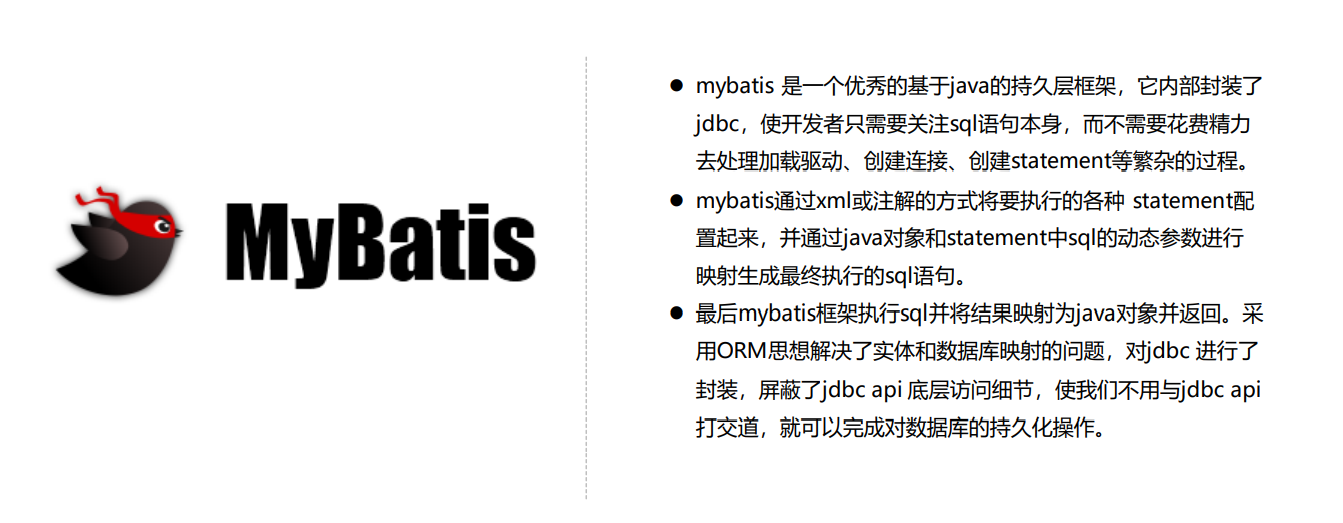 MyBatis
● mybatis 是一个优秀的基于java的持久层框架，它内部封装了
jdbc，使开发者只需要关注sql语句本身，而不需要花费精力
去处理加载驱动、创建连接、创建statement等繁杂的过程。
● mybatis通过xml或注解的方式将要执行的各种 statement配
置起来，并通过java对象和statement中sql的动态参数进行
映射生成最终执行的sql语句。
● 最后mybatis框架执行sql并将结果映射为java对象并返回。采
用ORM思想解决了实体和数据库映射的问题，对jdbc 进行了
封装，屏蔽了jdbc api 底层访问细节，使我们不用与jdbc api
打交道，就可以完成对数据库的持久化操作。